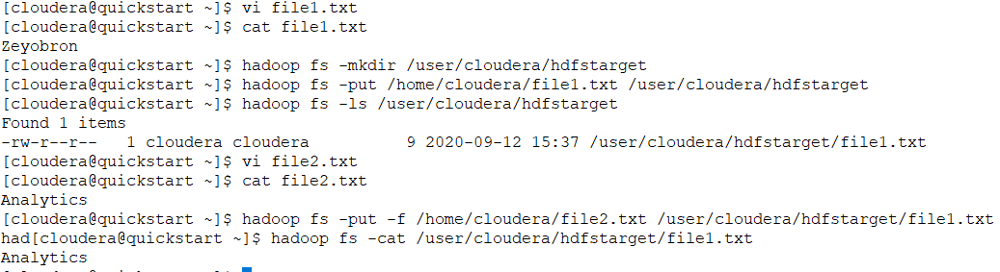 [cloudera@quickstart ~]$ vi file1.txt
[cloudera@quickstart ~]$ cat file1.txt
Zeyobron
[cloudera@quickstart ~]$ hadoop fs -mkdir /user/cloudera/hdfstarget
[cloudera@quickstart ~]$ hadoop fs -put /home/cloudera/file1.txt /user/cloudera/hdfstarget
[cloudera@quickstart ~]$ hadoop fs -ls /user/cloudera/hdfstarget
Found 1 items
-rw-r--r--   1 cloudera cloudera          9 2020-09-12 15:37 /user/cloudera/hdfstarget/file1.txt
[cloudera@quickstart ~]$ vi file2.txt
[cloudera@quickstart ~]$ cat file2.txt
Analytics
[cloudera@quickstart ~]$ hadoop fs -put -f /home/cloudera/file2.txt /user/cloudera/hdfstarget/file1.txt
had[cloudera@quickstart ~]$ hadoop fs -cat /user/cloudera/hdfstarget/file1.txt
Analytics